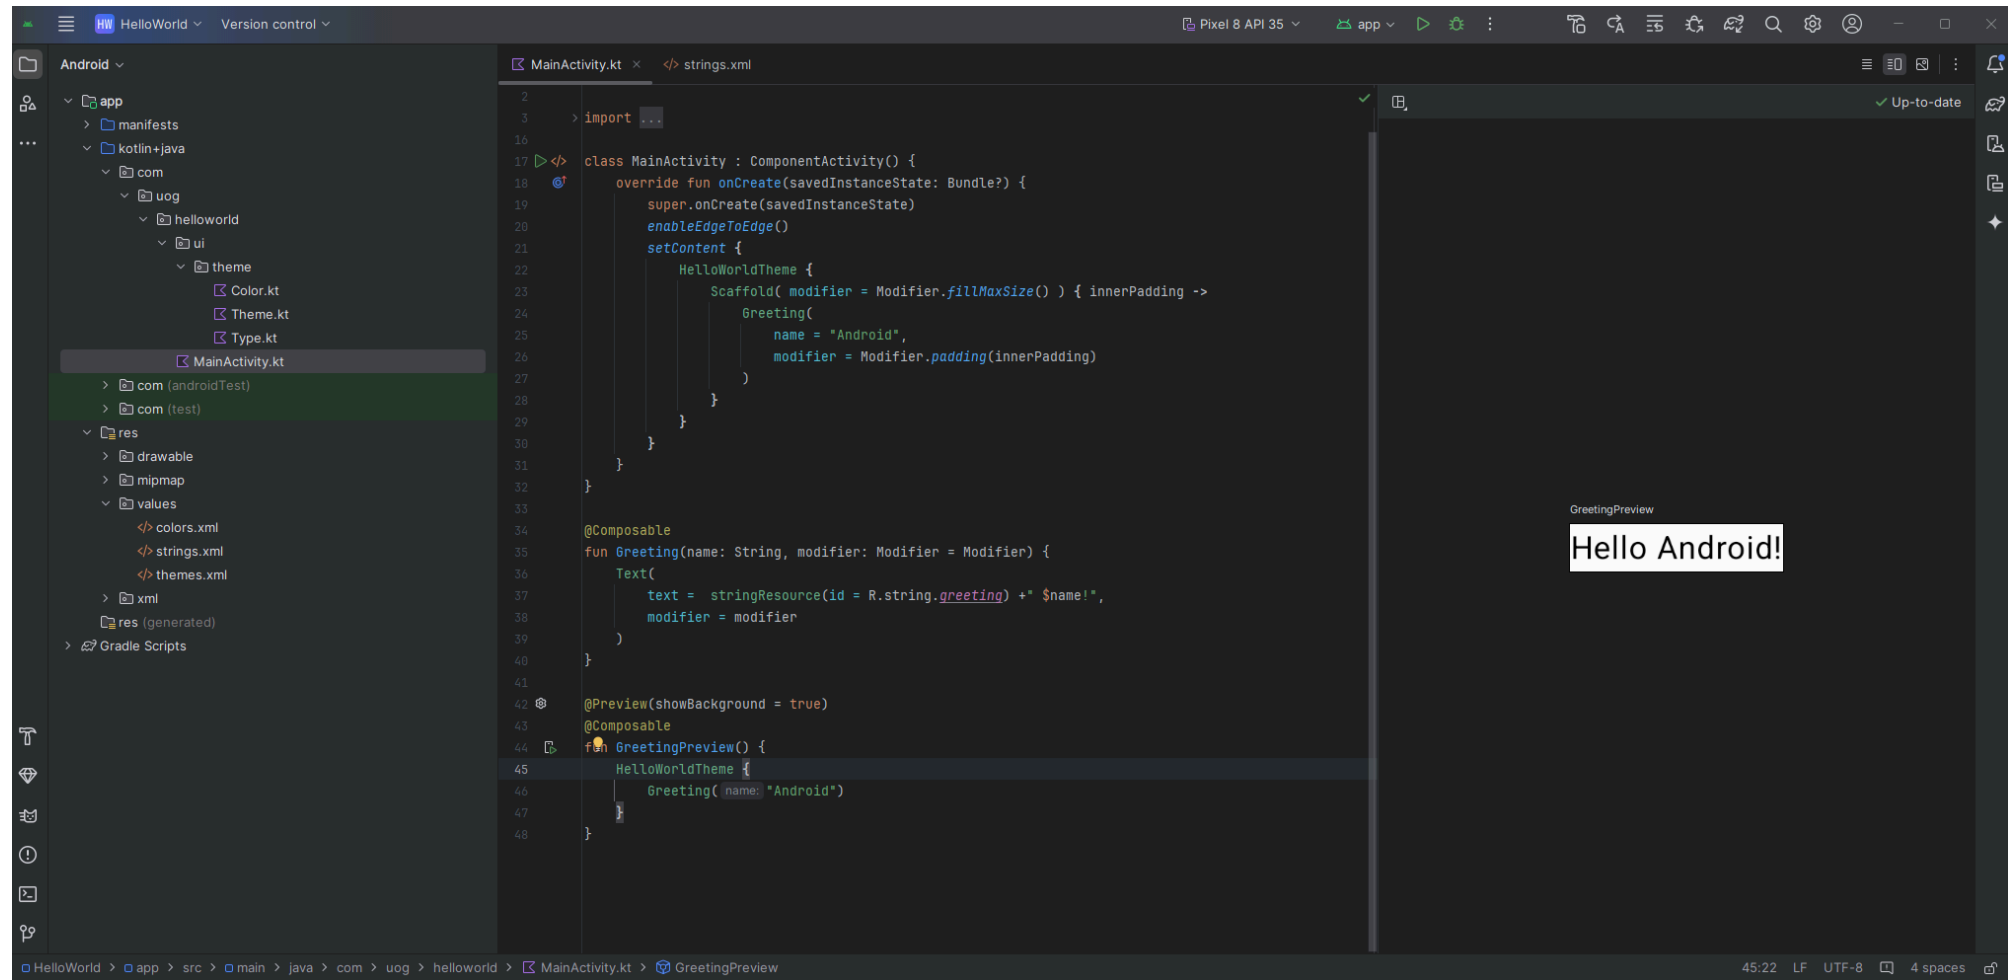 HW HelloWorld Version control Pixel 8 API 35 app
Android
app
manifests
kotlin+java
com
uog
helloworld
ui
theme
Color.kt
Theme.kt
Type.kt
MainActivity.kt
com (androidTest)
com (test)
res
drawable
mipmap
values
colors.xml
strings.xml
themes.xml
xml
res (generated)
Gradle Scripts
MainActivity.kt strings.xml
2
3 import ...
16
17 class MainActivity : ComponentActivity() {
18 override fun onCreate(savedInstanceState: Bundle?) {
19 super.onCreate(savedInstanceState)
20 enableEdgeToEdge()
21 setContent {
22 HelloWorldTheme {
23 Scaffold( modifier = Modifier.fillMaxSize() ) { innerPadding ->
24 Greeting(
25 name = "Android",
26 modifier = Modifier.padding(innerPadding)
27 )
28 }
29 }
30 }
31 }
32 }
33
34 @Composable
35 fun Greeting(name: String, modifier: Modifier = Modifier) {
36 Text(
37 text = stringResource(id = R.string.greeting) +" $name!",
38 modifier = modifier
39 )
40 }
41
42 @Preview(showBackground = true)
43 @Composable
44 fun GreetingPreview() {
45 HelloWorldTheme {
46 Greeting( name: "Android")
47 }
48 }
Up-to-date
GreetingPreview
Hello Android!
HelloWorld > app > src > main > java > com > uog > helloworld > MainActivity.kt > GreetingPreview
45:22 LF UTF-8 4 spaces